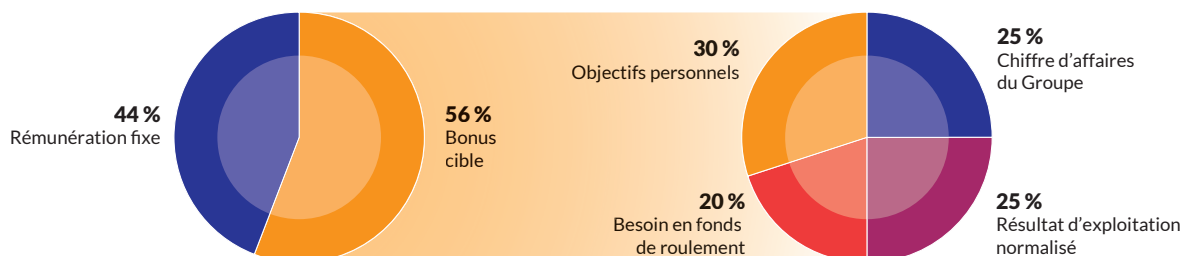 44 %
Rémunération fixe
56 %
Bonus
cible
30 %
Objectifs personnels
20 %
Besoin en fonds
de roulement
25 %
Chiffre d’affaires
du Groupe
25 %
Résultat d’exploitation
normalisé